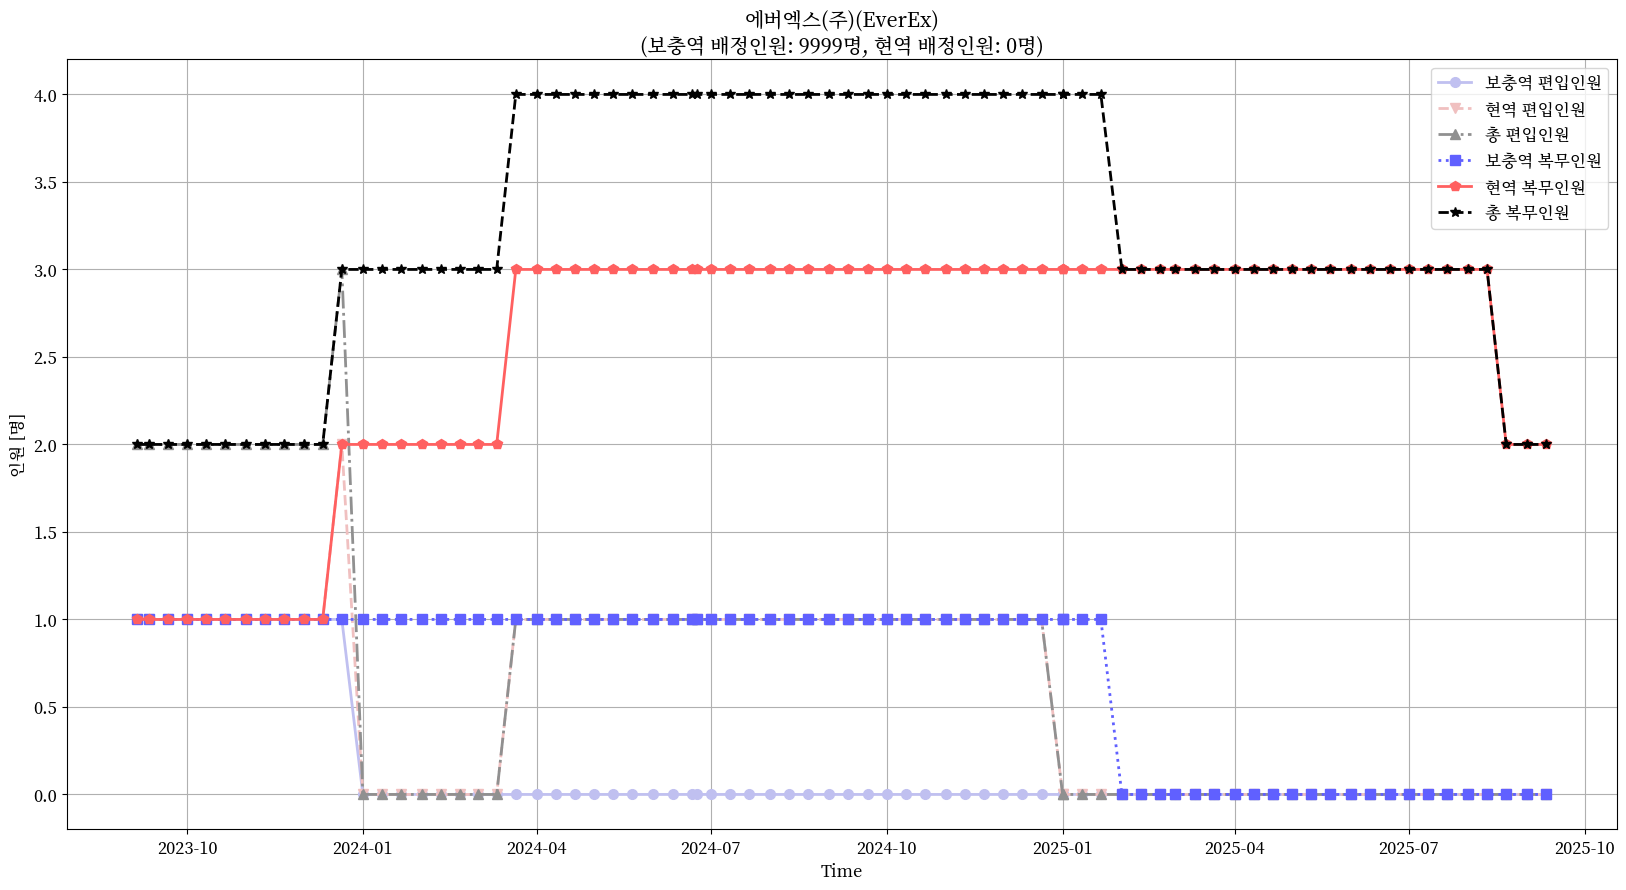 에버엑스(주)(EverEx)
(보충역 배정인원: 9999명, 현역 배정인원: 0명)
보충역 편입인원
현역 편입인원
총 편입인원
보충역 복무인원
현역 복무인원
총 복무인원
4.0
3.5
3.0
2.5
2.0
1.5
1.0
0.5
0.0
인원 [명]
2023-10
2024-01
2024-04
2024-07
2024-10
2025-01
2025-04
2025-07
2025-10
Time